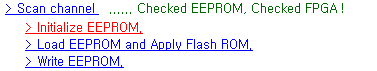 > Scan channel ...... Checked EEPROM, Checked FPGA !
> Initialize EEPROM,
> Load EEPROM and Apply Flash ROM,
> Write EEPROM,